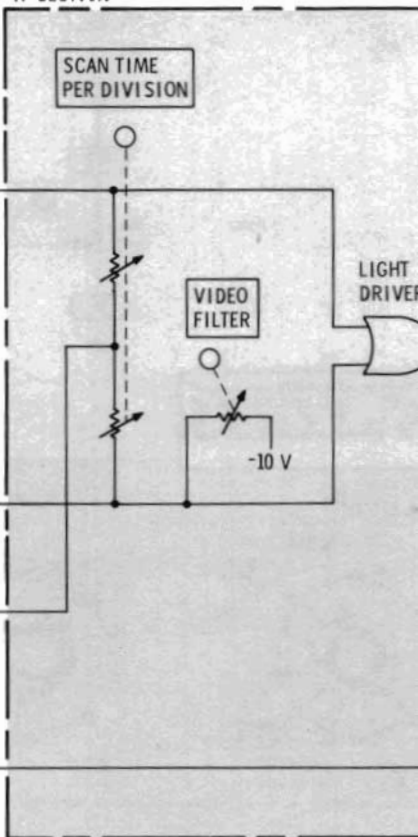 SCAN TIME
PER DIVISION
VIDEO
FILTER
LIGHT
DRIVER
-10 V